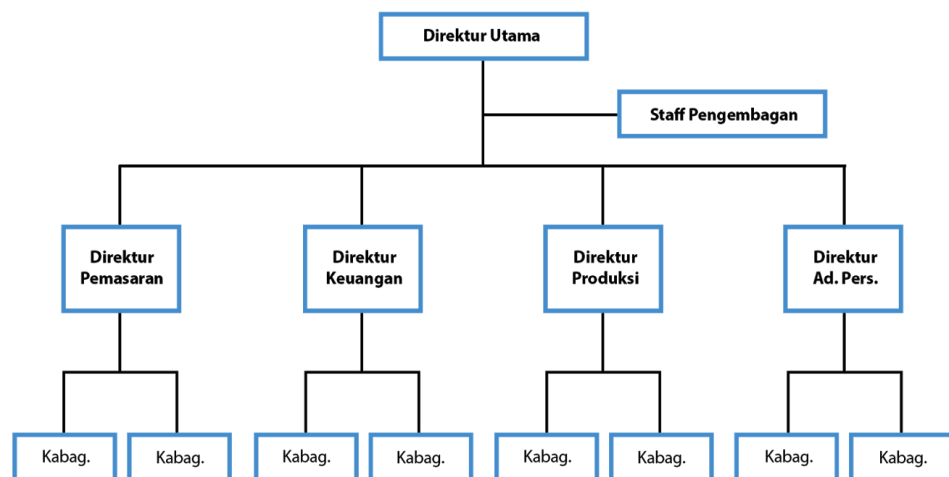 Direktur Utama
Staff Pengembagan
Direktur
Pemasaran
Direktur
Keuangan
Direktur
Produksi
Direktur
Ad. Pers.
Kabag.
Kabag.
Kabag.
Kabag.
Kabag.
Kabag.
Kabag.
Kabag.